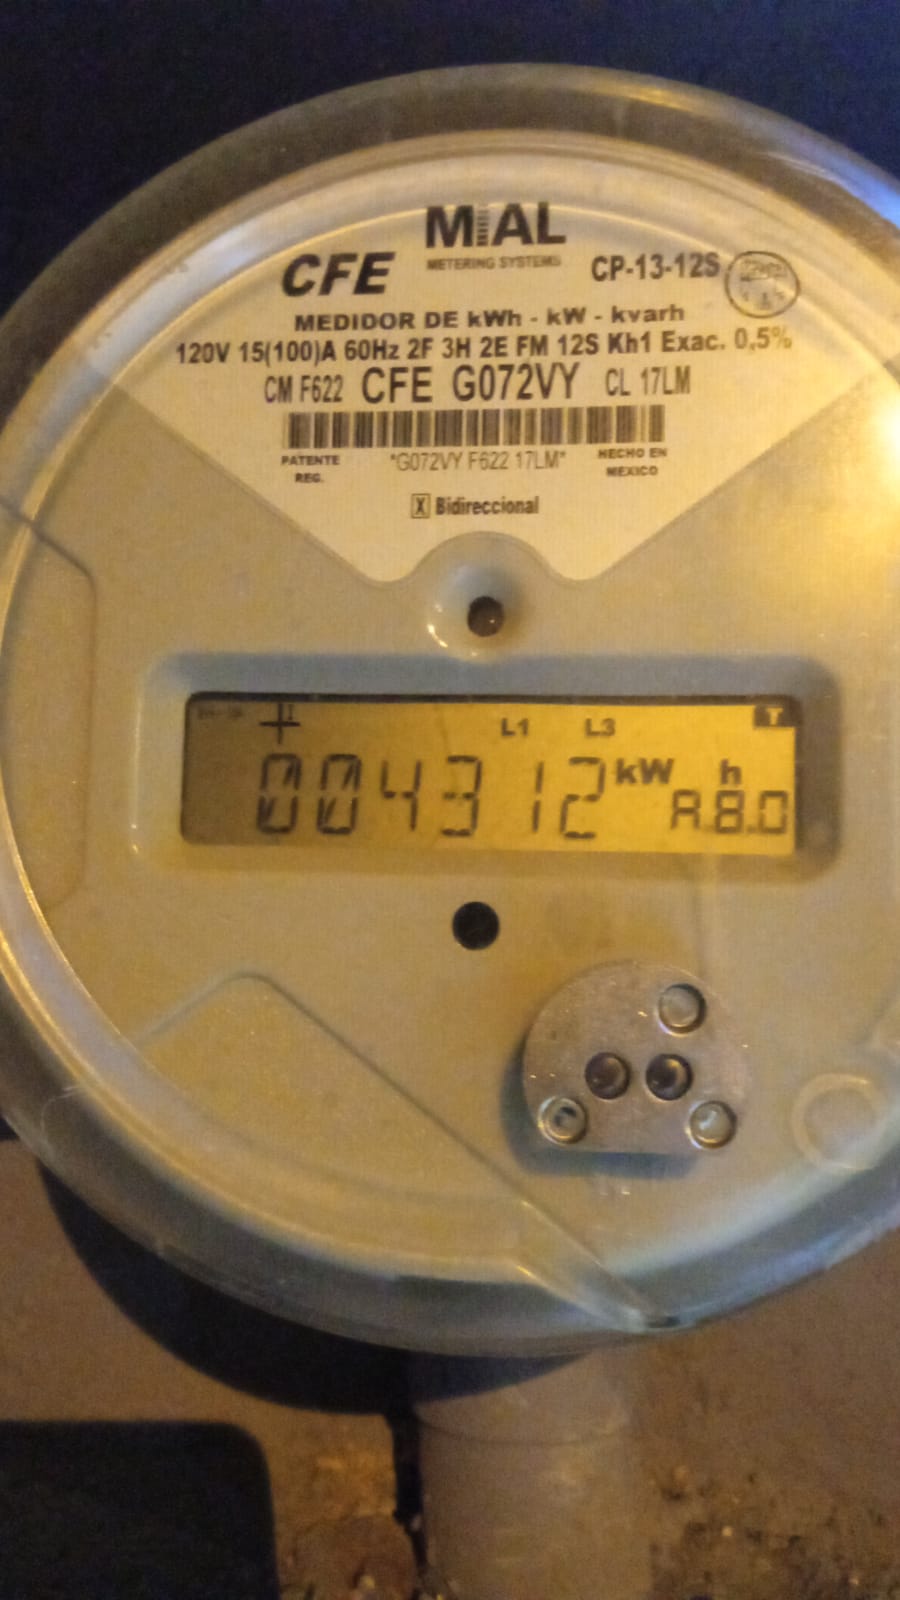 MIAL
METERING SYSTEMS
CFE
CP-13-12S
MEDIDOR DE kWh - kW - kvarh
120V 15(100)A 60Hz 2F 3H 2E FM 12S Kh1 Exac. 0,5%
CM F622 CFE G072VY CL 17LM
PATENTE REG.
*G072VY F622 17LM*
HECHO EN MEXICO
X Bidireccional
L1 L3 T
004312 kW h
A.8.0